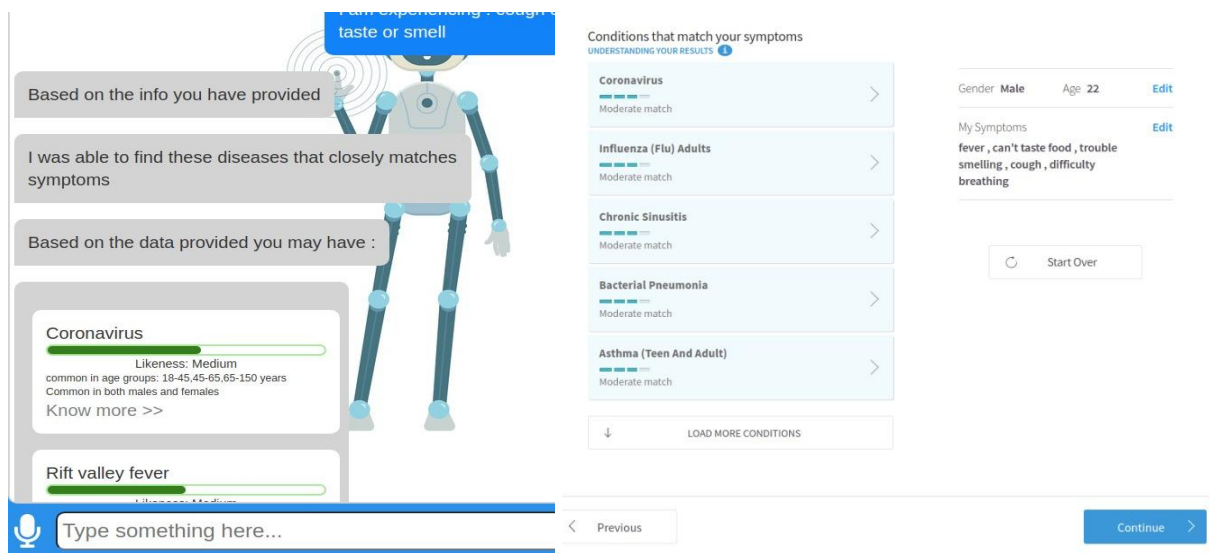 taste or smell
Based on the info you have provided
I was able to find these diseases that closely matches
symptoms
Based on the data provided you may have :
Coronavirus
Likeness: Medium
common in age groups: 18-45,45-65,65-150 years
Common in both males and females
Know more >>
Rift valley fever
Type something here...
Conditions that match your symptoms
UNDERSTANDING YOUR RESULTS i
Coronavirus
Moderate match
Influenza (Flu) Adults
Moderate match
Chronic Sinusitis
Moderate match
Bacterial Pneumonia
Moderate match
Asthma (Teen And Adult)
Moderate match
LOAD MORE CONDITIONS
Gender Male Age 22 Edit
My Symptoms Edit
fever , can't taste food , trouble
smelling , cough , difficulty
breathing
Start Over
Previous
Continue